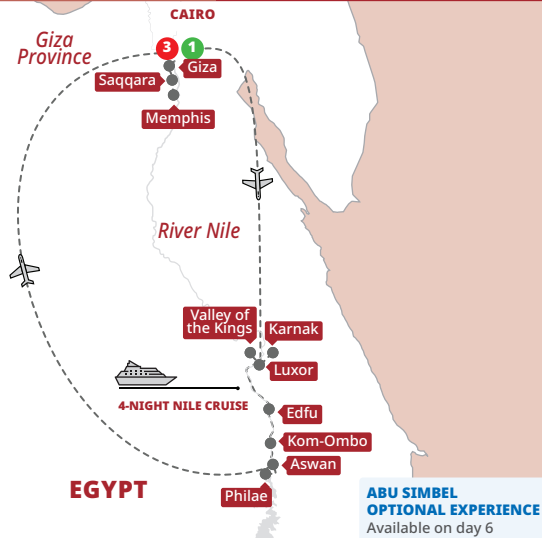 CAIRO
Giza
Province
3
1
Giza
Saqqara
Memphis
River Nile
Valley of
the Kings
Karnak
Luxor
4-NIGHT NILE CRUISE
Edfu
Kom-Ombo
Aswan
Philae
EGYPT
ABU SIMBEL
OPTIONAL EXPERIENCE
Available on day 6